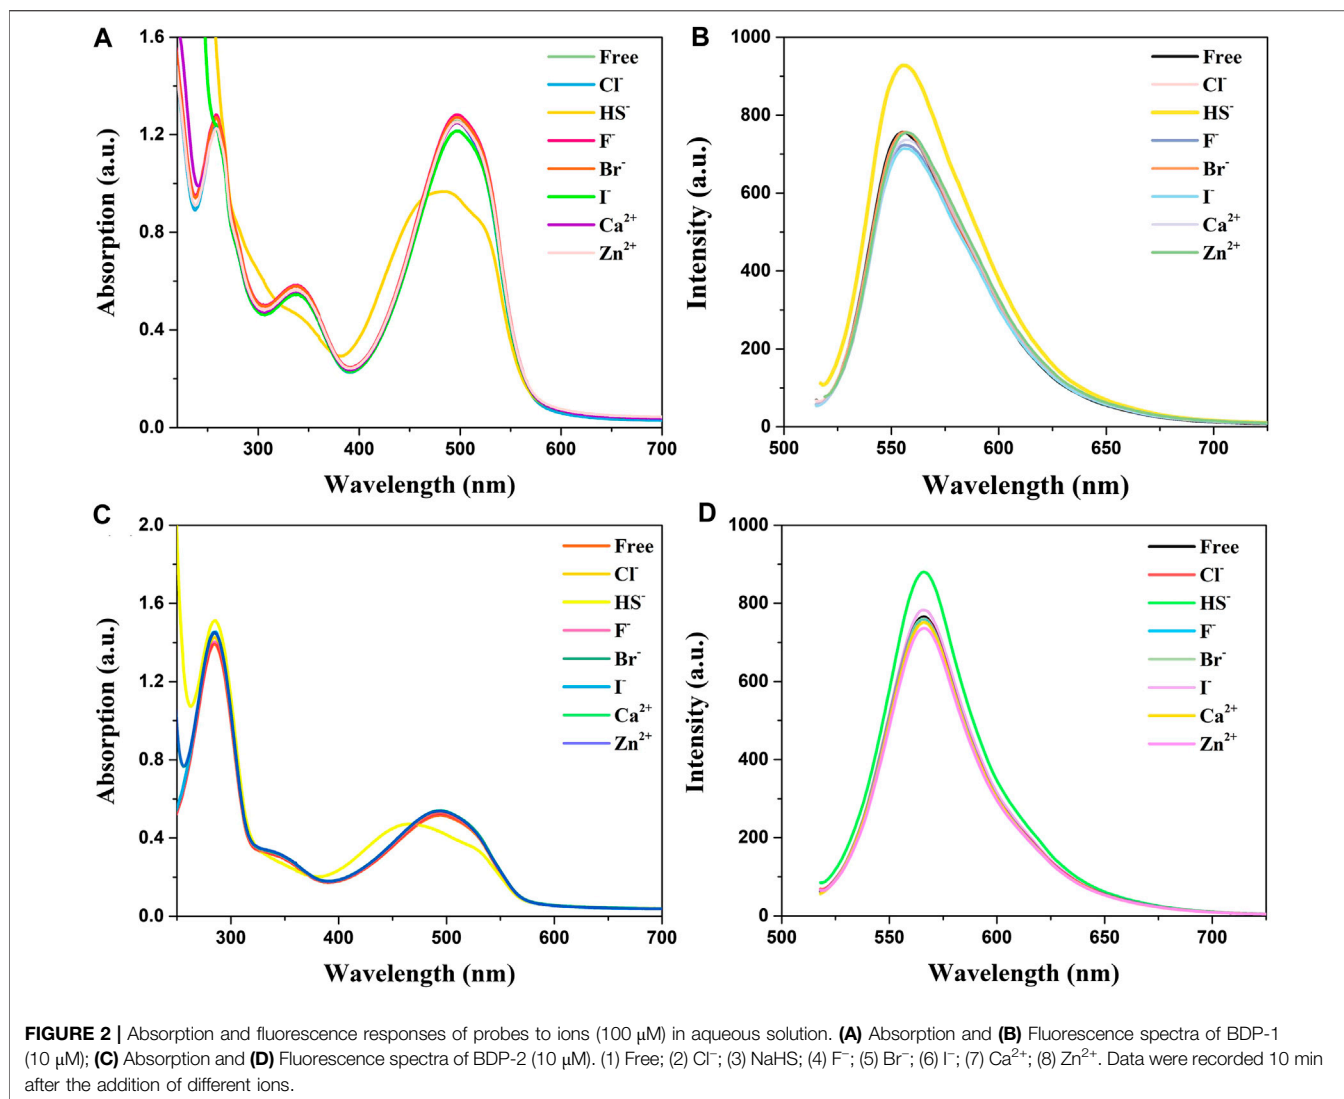 A
1.6
1.2
0.8
0.4
0.0
300
400
500
600
700
Absorption (a.u.)
Wavelength (nm)
Free
Cl⁻
HS⁻
F⁻
Br⁻
I⁻
Ca²⁺
Zn²⁺
B
1000
800
600
400
200
0
500
550
600
650
700
Intensity (a.u.)
Wavelength (nm)
Free
Cl⁻
HS⁻
F⁻
Br⁻
I⁻
Ca²⁺
Zn²⁺
C
2.0
1.6
1.2
0.8
0.4
0.0
300
400
500
600
700
Absorption (a.u.)
Wavelength (nm)
Free
Cl⁻
HS⁻
F⁻
Br⁻
I⁻
Ca²⁺
Zn²⁺
D
1000
800
600
400
200
0
500
550
600
650
700
Intensity (a.u.)
Wavelength (nm)
Free
Cl⁻
HS⁻
F⁻
Br⁻
I⁻
Ca²⁺
Zn²⁺
FIGURE 2 | Absorption and fluorescence responses of probes to ions (100 μM) in aqueous solution. (A) Absorption and (B) Fluorescence spectra of BDP-1
(10 μM); (C) Absorption and (D) Fluorescence spectra of BDP-2 (10 μM). (1) Free; (2) Cl⁻; (3) NaHS; (4) F⁻; (5) Br⁻; (6) I⁻; (7) Ca²⁺; (8) Zn²⁺. Data were recorded 10 min
after the addition of different ions.